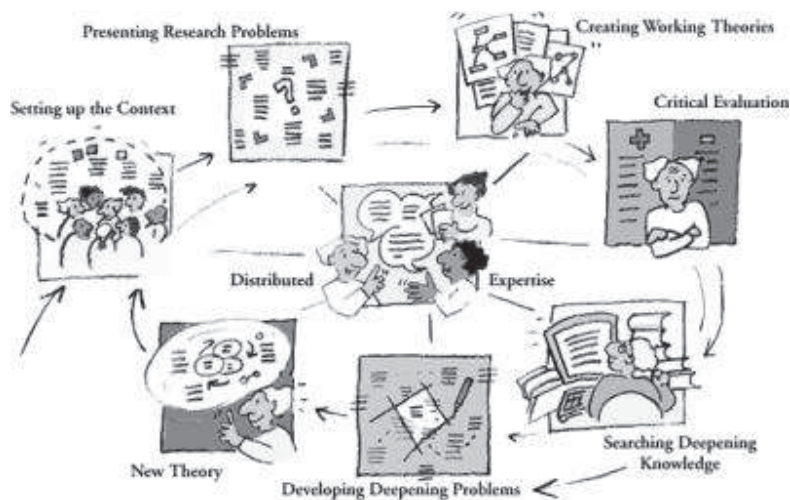 Presenting Research Problems
Creating Working Theories
Setting up the Context
Critical Evaluation
Distributed
Expertise
New Theory
Searching Deepening
Knowledge
Developing Deepening Problems